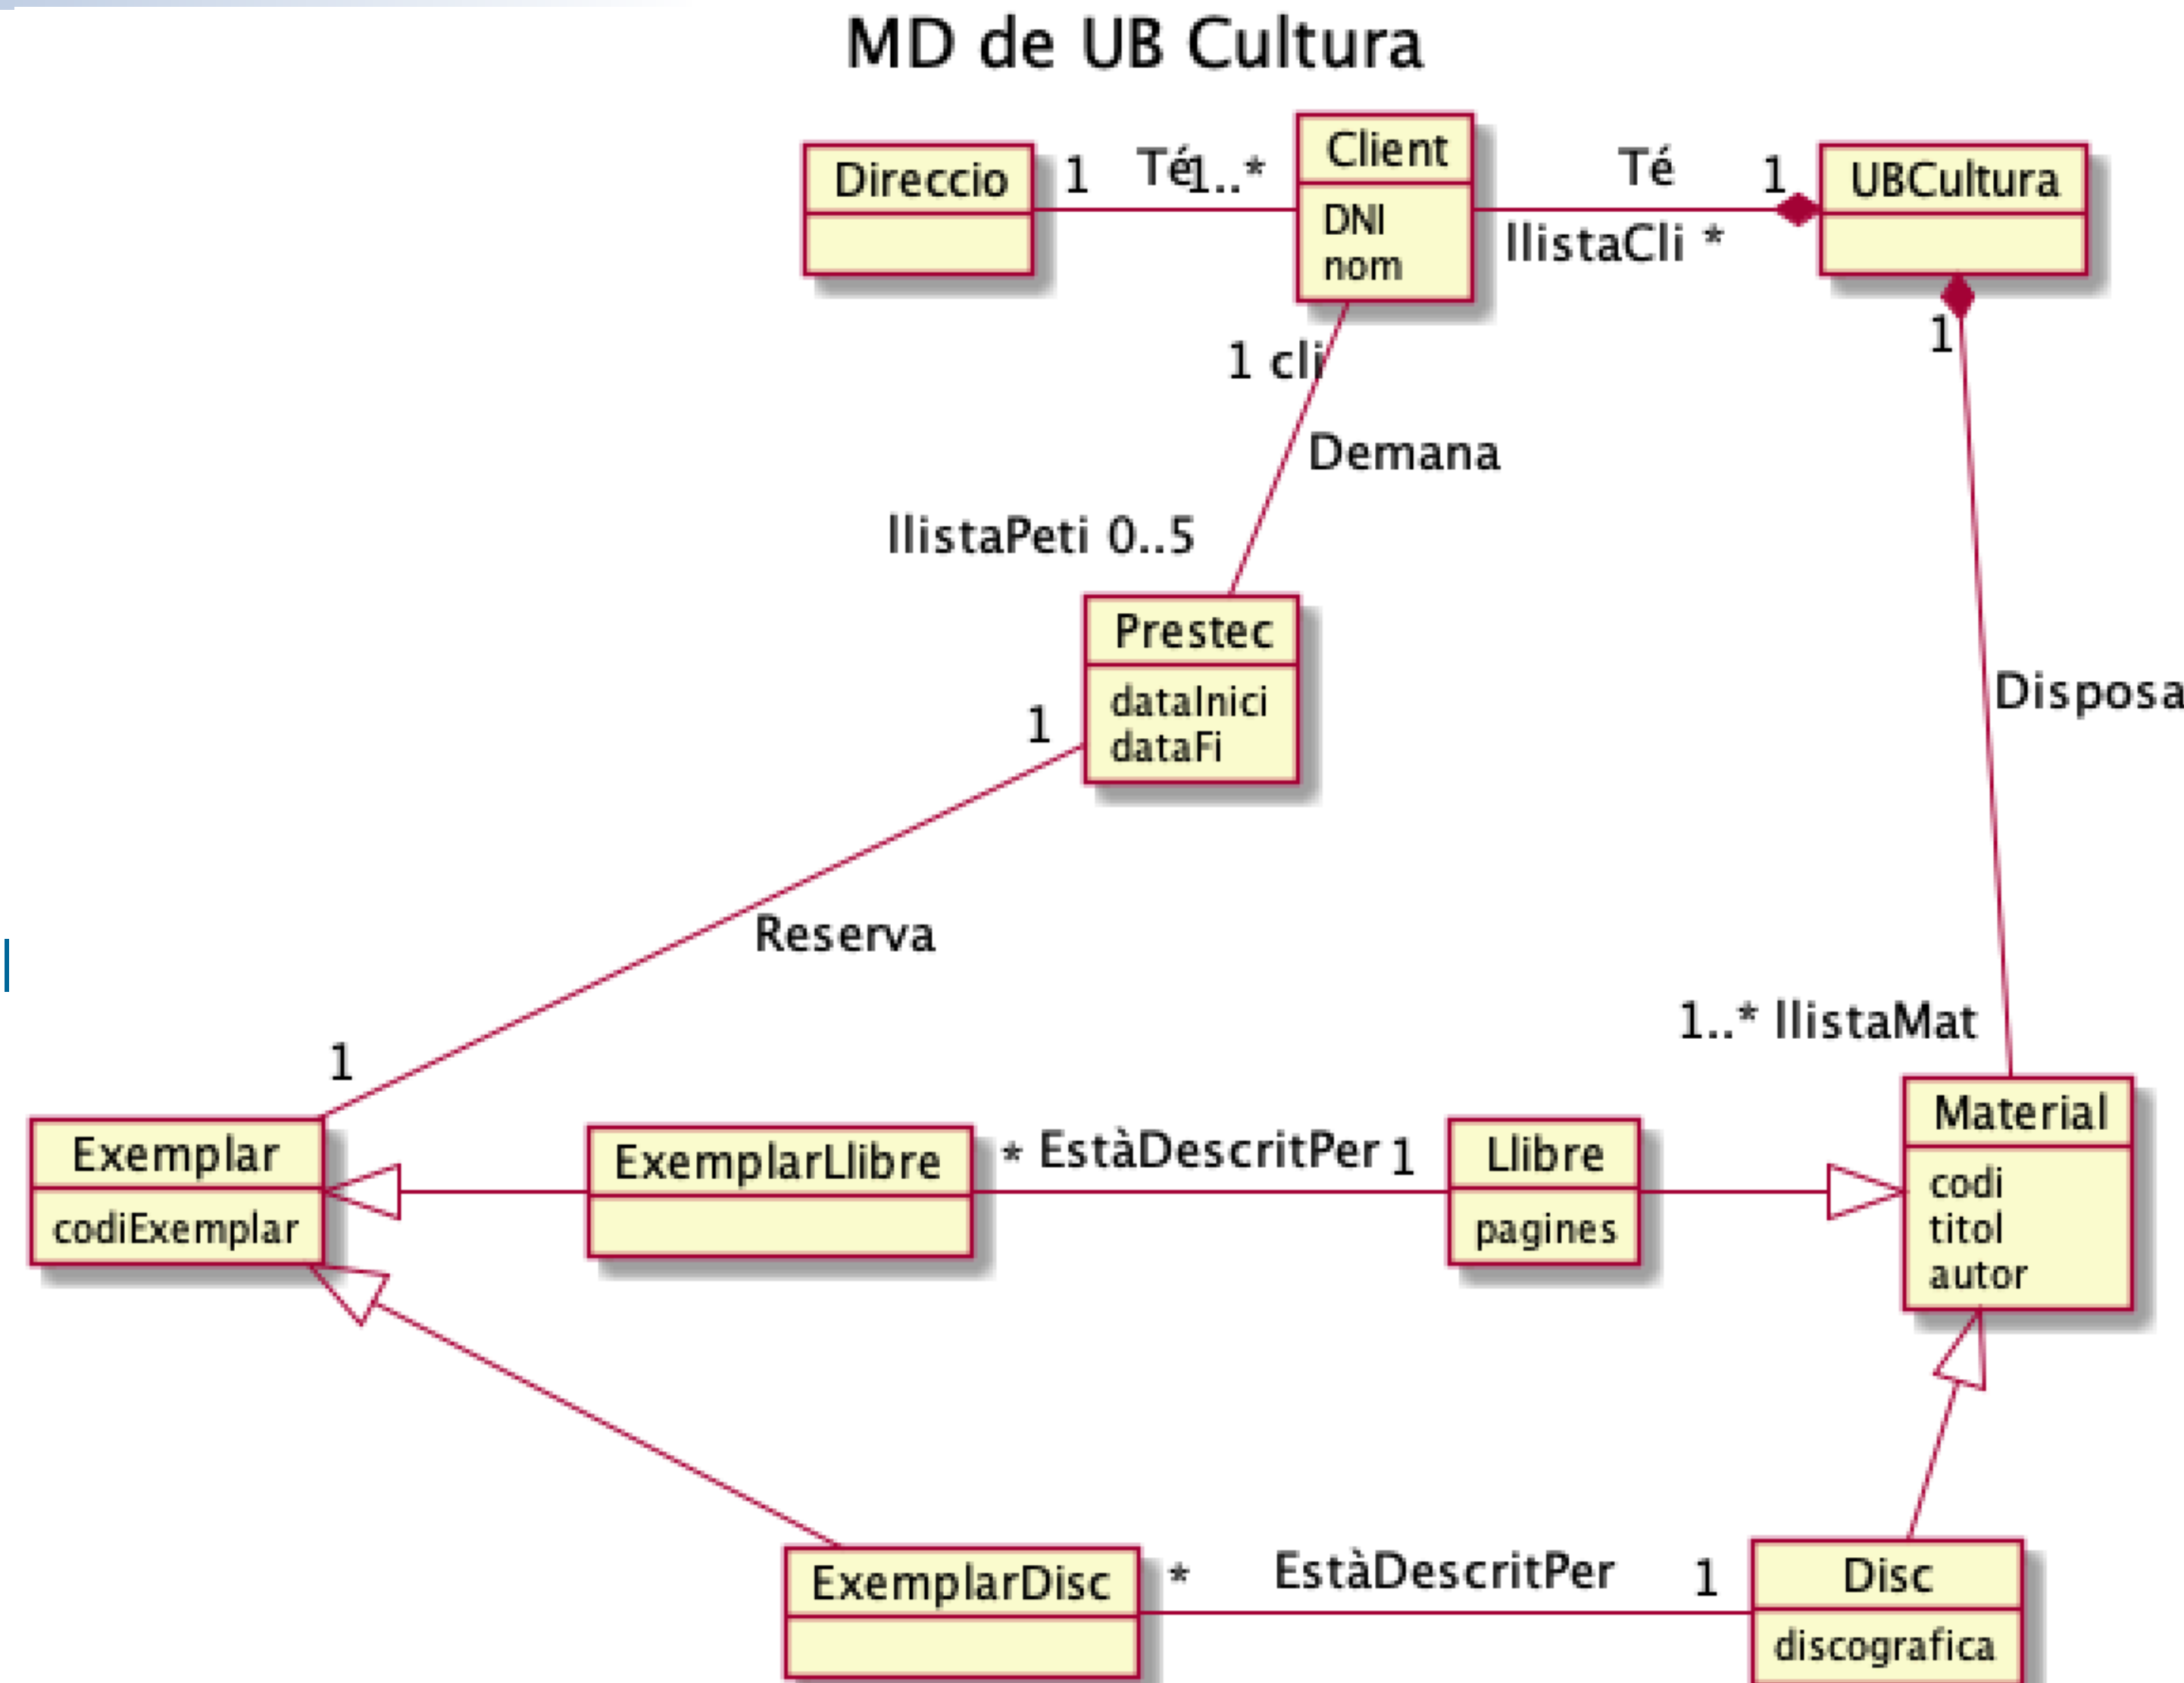 MD de UB Cultura
Direccio
1 Té 1..*
Client
DNI
nom
Té 1
llistaCli *
UBCultura
1
1 cli
Demana
llistaPeti 0..5
Prestec
dataInici
dataFi
1
Disposa
Reserva
1
1..* llistaMat
Exemplar
codiExemplar
ExemplarLlibre
* EstàDescritPer 1
Llibre
pagines
Material
codi
titol
autor
ExemplarDisc
* EstàDescritPer 1
Disc
discografica